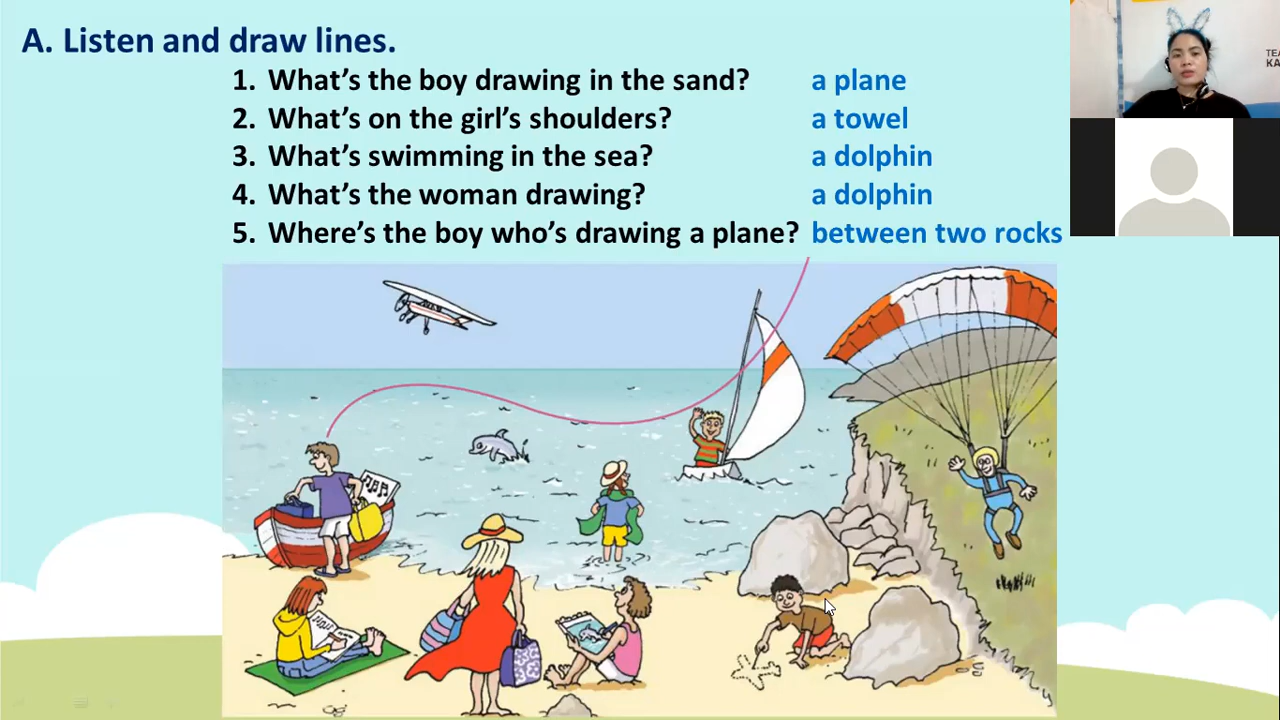 A. Listen and draw lines.
1. What's the boy drawing in the sand? a plane
2. What's on the girl's shoulders? a towel
3. What's swimming in the sea? a dolphin
4. What's the woman drawing? a dolphin
5. Where's the boy who's drawing a plane? between two rocks